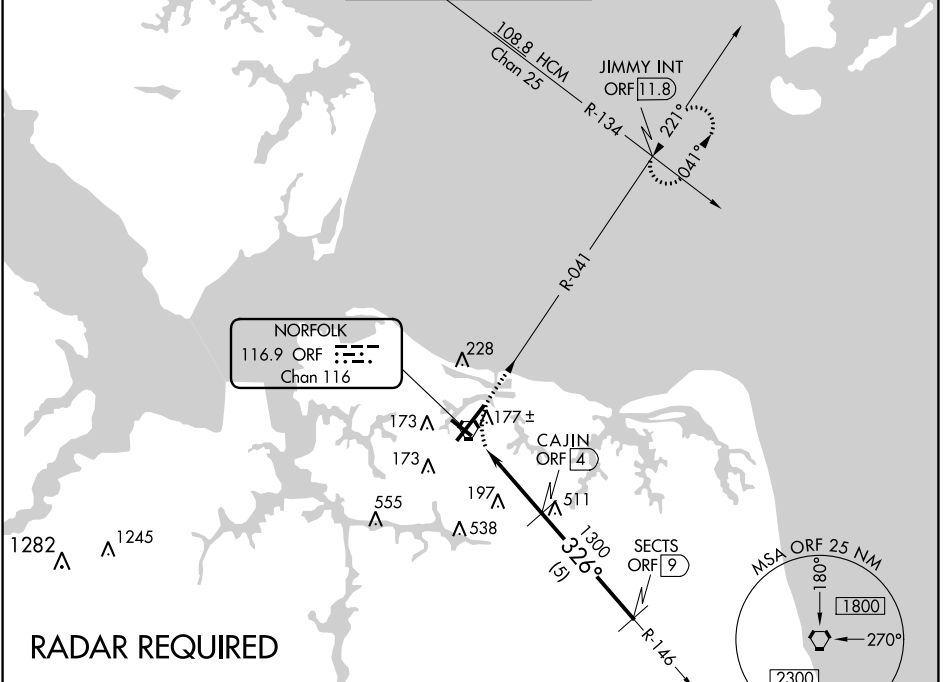 108.8 HCM
Chan 25
R-134
JIMMY INT
ORF 11.8
221°
041°
R-041
NORFOLK
116.9 ORF
Chan 116
228
173
177 ±
173
CAJIN
ORF 4
197
511
555
538
1282
1245
1300
326°
(5)
SECTS
ORF 9
R-146
RADAR REQUIRED
MSA ORF 25 NM
180°
1800
270°
2300